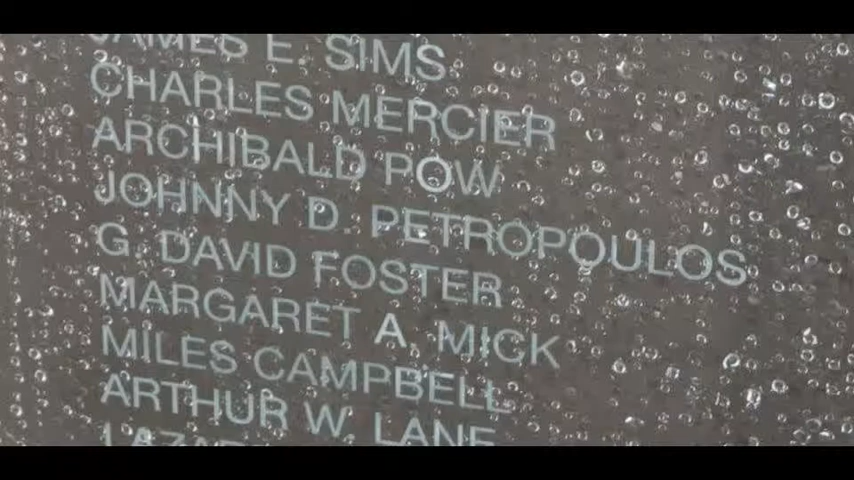 JAMES E. SIMS
CHARLES MERCIER
ARCHIBALD POW
JOHNNY D. PETROPOULOS
G. DAVID FOSTER
MARGARET A. MICK
MILES CAMPBELL
ARTHUR W. LANE